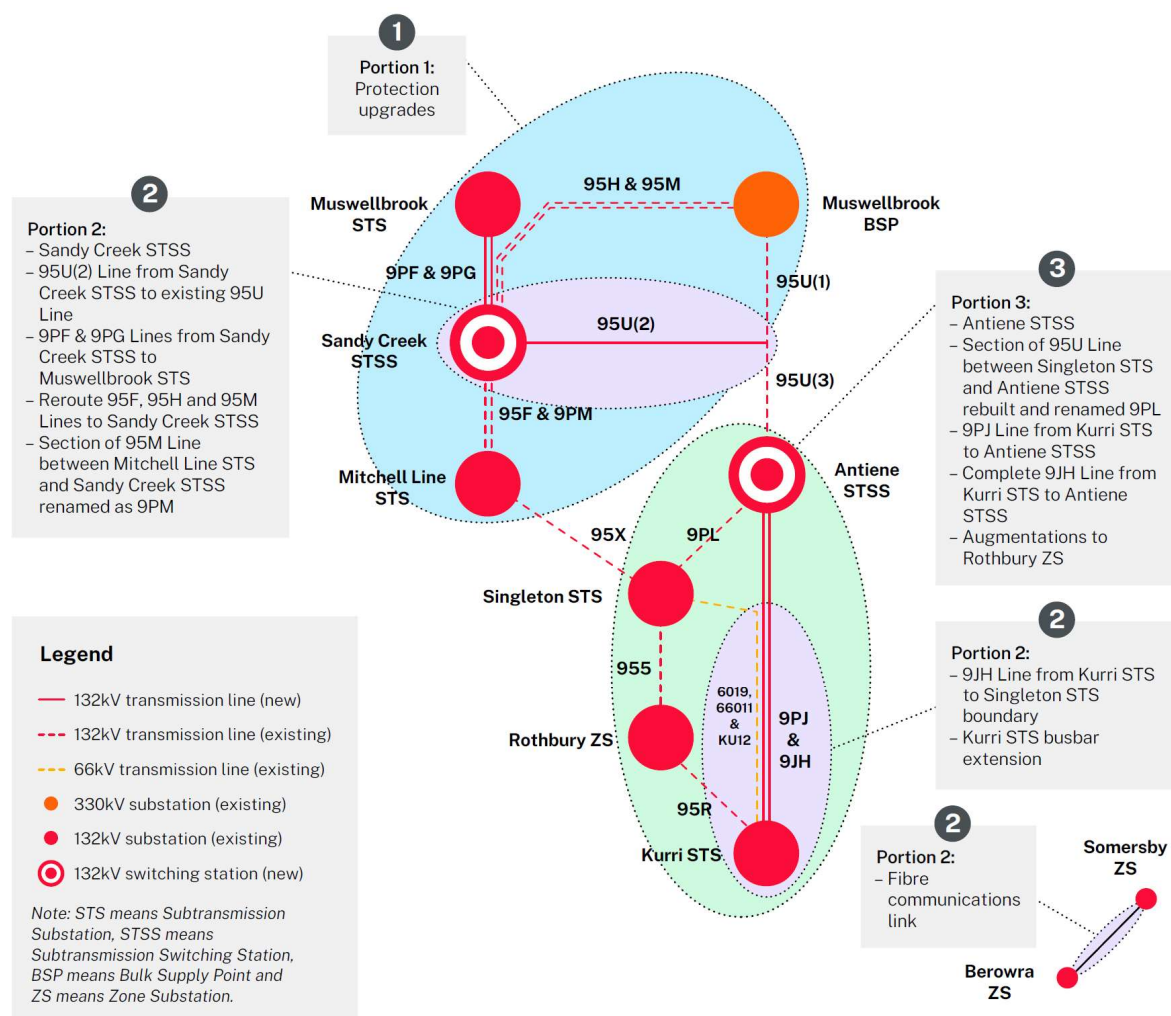 1
Portion 1:
Protection
upgrades
2
Portion 2:
– Sandy Creek STSS
– 95U(2) Line from Sandy
Creek STSS to existing 95U
Line
– 9PF & 9PG Lines from Sandy
Creek STSS to
Muswellbrook STS
– Reroute 95F, 95H and 95M
Lines to Sandy Creek STSS
– Section of 95M Line
between Mitchell Line STS
and Sandy Creek STSS
renamed as 9PM
Muswellbrook
STS
95H & 95M
Muswellbrook
BSP
9PF & 9PG
95U(1)
Sandy Creek
STSS
95U(2)
95U(3)
95F & 9PM
Mitchell Line
STS
Antiene
STSS
95X
9PL
Singleton STS
955
6019,
66011
&
KU12
9PJ
&
9JH
Rothbury ZS
95R
Kurri STS
3
Portion 3:
– Antiene STSS
– Section of 95U Line
between Singleton STS
and Antiene STSS
rebuilt and renamed 9PL
– 9PJ Line from Kurri STS
to Antiene STSS
– Complete 9JH Line from
Kurri STS to Antiene
STSS
– Augmentations to
Rothbury ZS
2
Portion 2:
– 9JH Line from Kurri STS
to Singleton STS
boundary
– Kurri STS busbar
extension
2
Portion 2:
– Fibre
communications
link
Somersby
ZS
Berowra
ZS
Legend
132kV transmission line (new)
132kV transmission line (existing)
66kV transmission line (existing)
330kV substation (existing)
132kV substation (existing)
132kV switching station (new)
Note: STS means Subtransmission
Substation, STSS means
Subtransmission Switching Station,
BSP means Bulk Supply Point and
ZS means Zone Substation.